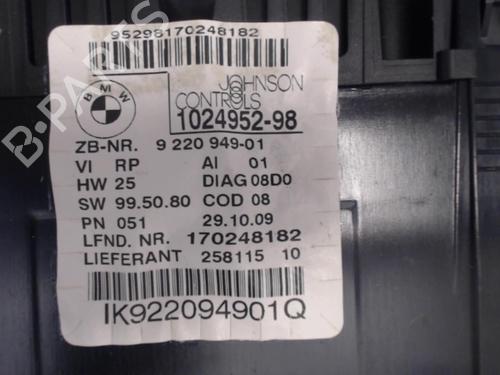 95298170248182
BMW
JOHNSON
CONTROLS
1024952-98
ZB-NR. 9 220 949-01
VI RP AI 01
HW 25 DIAG 08D0
SW 99.50.80 COD 08
PN 051 29.10.09
LFND. NR. 170248182
LIEFERANT 258115 10
IK922094901Q
B-PARTS